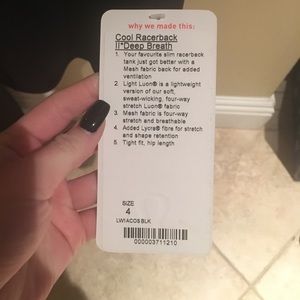 why we made this:
Cool Racerback
II*Deep Breath
1. Your favourite slim racerback
tank just got better with a
Mesh fabric back for added
ventilation
2. Light Luon® is a lightweight
version of our soft,
sweat-wicking, four-way
stretch Luon® fabric
3. Mesh fabric is four-way
stretch and breathable
4. Added Lycra® fibre for stretch
and shape retention
5. Tight fit, hip length
SIZE
4
LW1AC0S BLK
000003711210